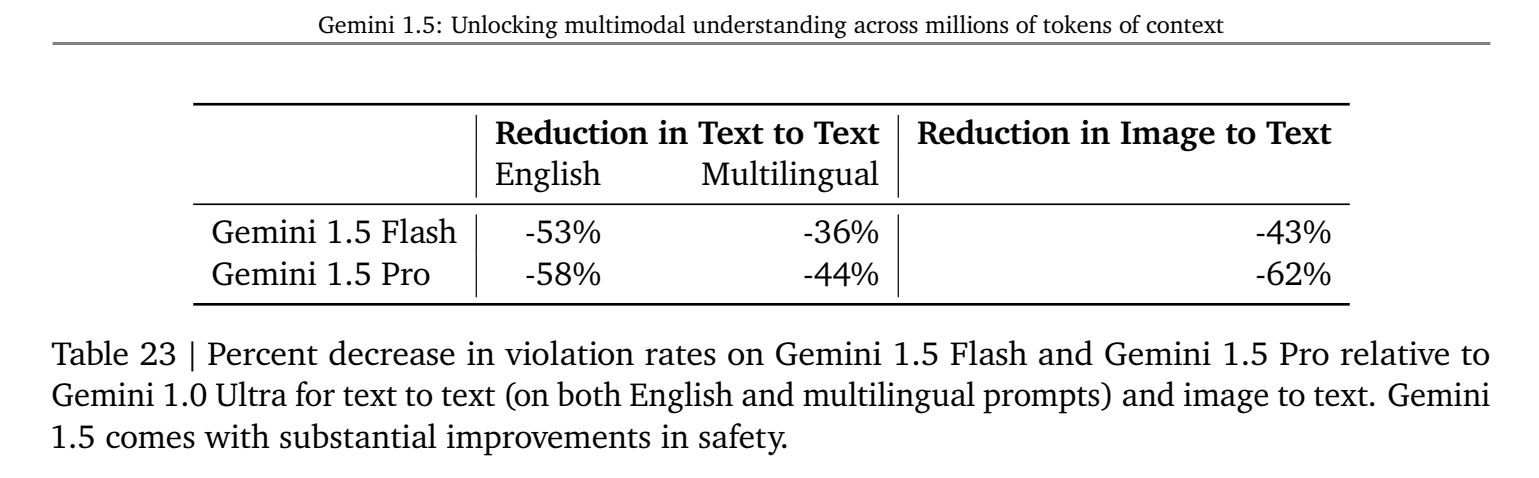 Gemini 1.5: Unlocking multimodal understanding across millions of tokens of context
Reduction in Text to Text Reduction in Image to Text
English Multilingual
Gemini 1.5 Flash -53% -36% -43%
Gemini 1.5 Pro -58% -44% -62%
Table 23 | Percent decrease in violation rates on Gemini 1.5 Flash and Gemini 1.5 Pro relative to
Gemini 1.0 Ultra for text to text (on both English and multilingual prompts) and image to text. Gemini
1.5 comes with substantial improvements in safety.